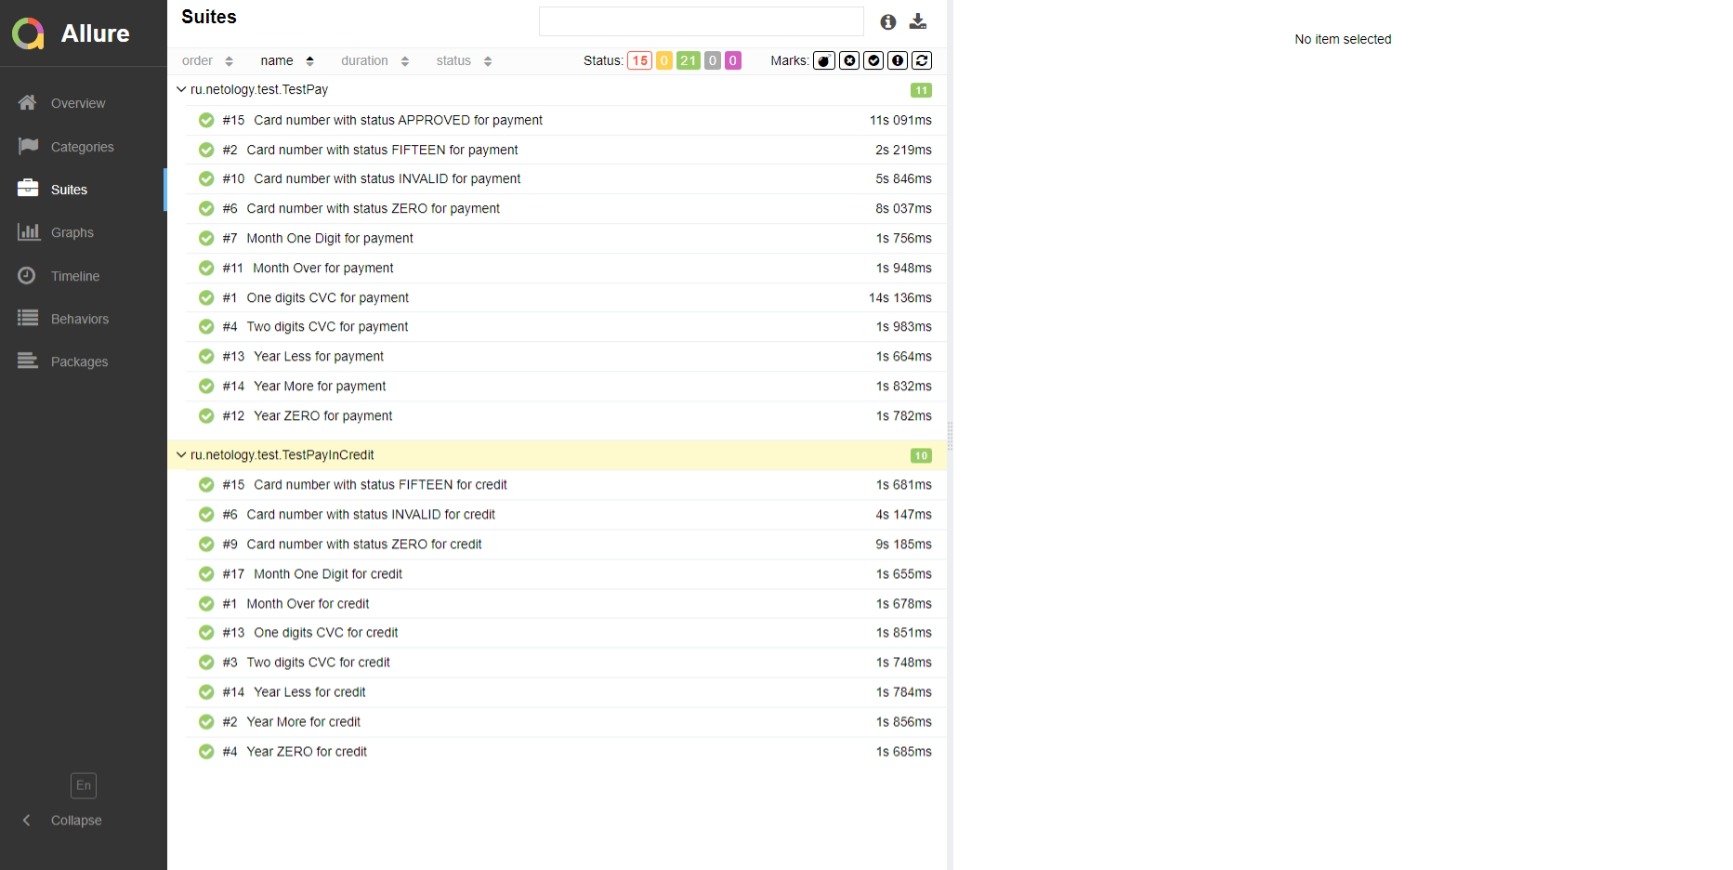 Allure
Overview
Categories
Suites
Graphs
Timeline
Behaviors
Packages
En
Collapse
Suites
order name duration status Status: 15 0 21 0 0 Marks:
ru.netology.test.TestPay 11
#15 Card number with status APPROVED for payment 11s 091ms
#2 Card number with status FIFTEEN for payment 2s 219ms
#10 Card number with status INVALID for payment 5s 846ms
#6 Card number with status ZERO for payment 8s 037ms
#7 Month One Digit for payment 1s 756ms
#11 Month Over for payment 1s 948ms
#1 One digits CVC for payment 14s 136ms
#4 Two digits CVC for payment 1s 983ms
#13 Year Less for payment 1s 664ms
#14 Year More for payment 1s 832ms
#12 Year ZERO for payment 1s 782ms
ru.netology.test.TestPayInCredit 10
#15 Card number with status FIFTEEN for credit 1s 681ms
#6 Card number with status INVALID for credit 4s 147ms
#9 Card number with status ZERO for credit 9s 185ms
#17 Month One Digit for credit 1s 655ms
#1 Month Over for credit 1s 678ms
#13 One digits CVC for credit 1s 851ms
#3 Two digits CVC for credit 1s 748ms
#14 Year Less for credit 1s 784ms
#2 Year More for credit 1s 856ms
#4 Year ZERO for credit 1s 685ms
No item selected